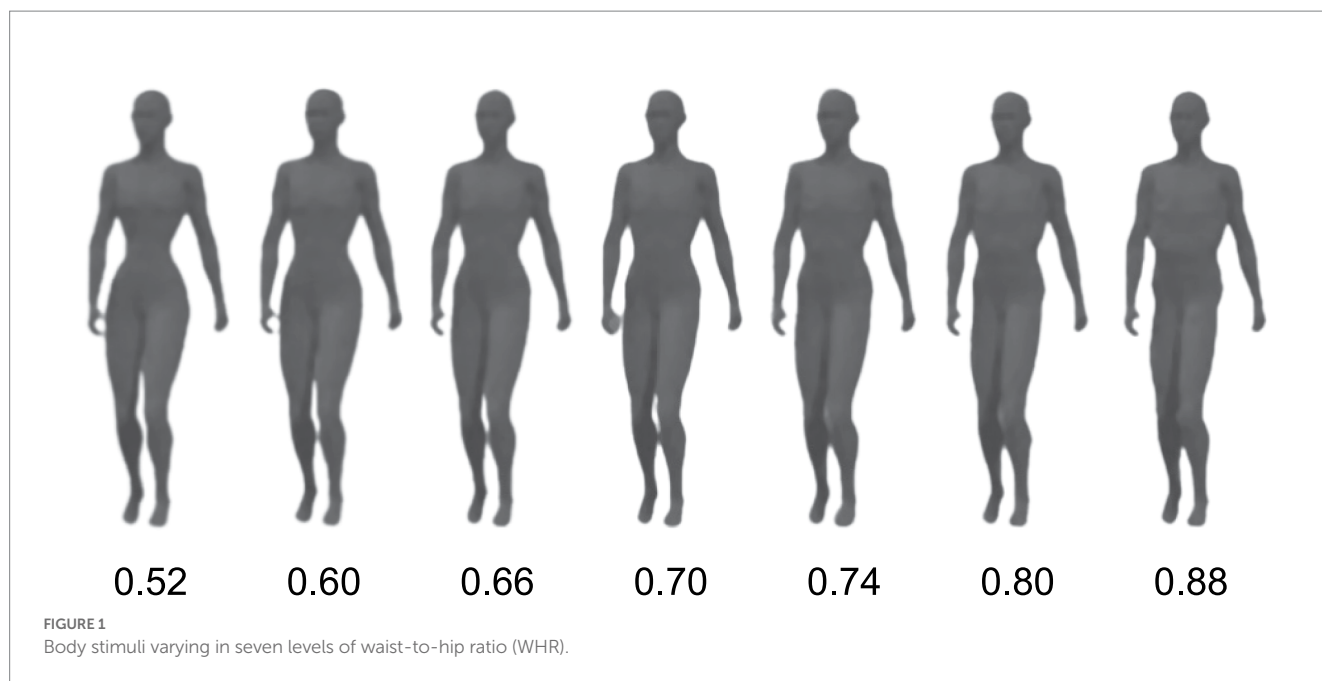 0.52 0.60 0.66 0.70 0.74 0.80 0.88
FIGURE 1
Body stimuli varying in seven levels of waist-to-hip ratio (WHR).